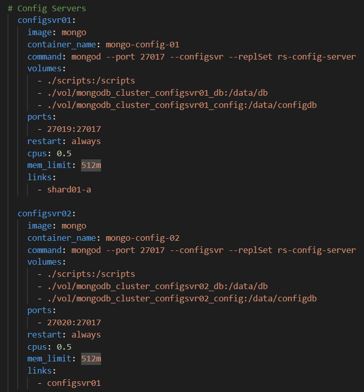 # Config Servers
configsvr01:
image: mongo
container_name: mongo-config-01
command: mongod --port 27017 --configsvr --replSet rs-config-server
volumes:
- ./scripts:/scripts
- ./vol/mongodb_cluster_configsvr01_db:/data/db
- ./vol/mongodb_cluster_configsvr01_config:/data/configdb
ports:
- 27019:27017
restart: always
cpus: 0.5
mem_limit: 512m
links:
- shard01-a
configsvr02:
image: mongo
container_name: mongo-config-02
command: mongod --port 27017 --configsvr --replSet rs-config-server
volumes:
- ./scripts:/scripts
- ./vol/mongodb_cluster_configsvr02_db:/data/db
- ./vol/mongodb_cluster_configsvr02_config:/data/configdb
ports:
- 27020:27017
restart: always
cpus: 0.5
mem_limit: 512m
links:
- configsvr01